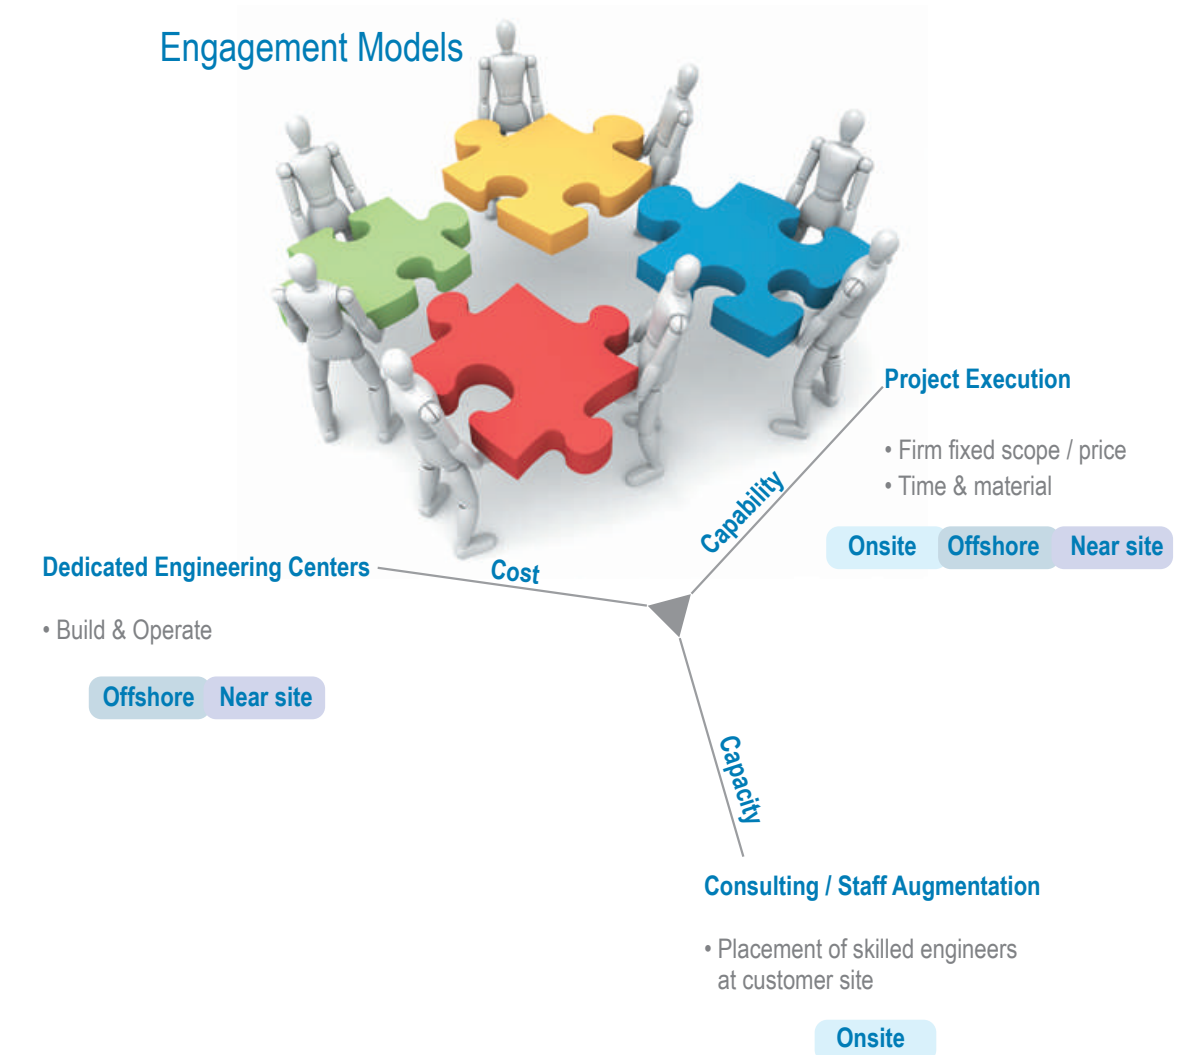 Engagement Models
Project Execution
• Firm fixed scope / price
• Time & material
Onsite Offshore Near site
Capability
Cost
Dedicated Engineering Centers
• Build & Operate
Offshore Near site
Capacity
Consulting / Staff Augmentation
• Placement of skilled engineers
at customer site
Onsite